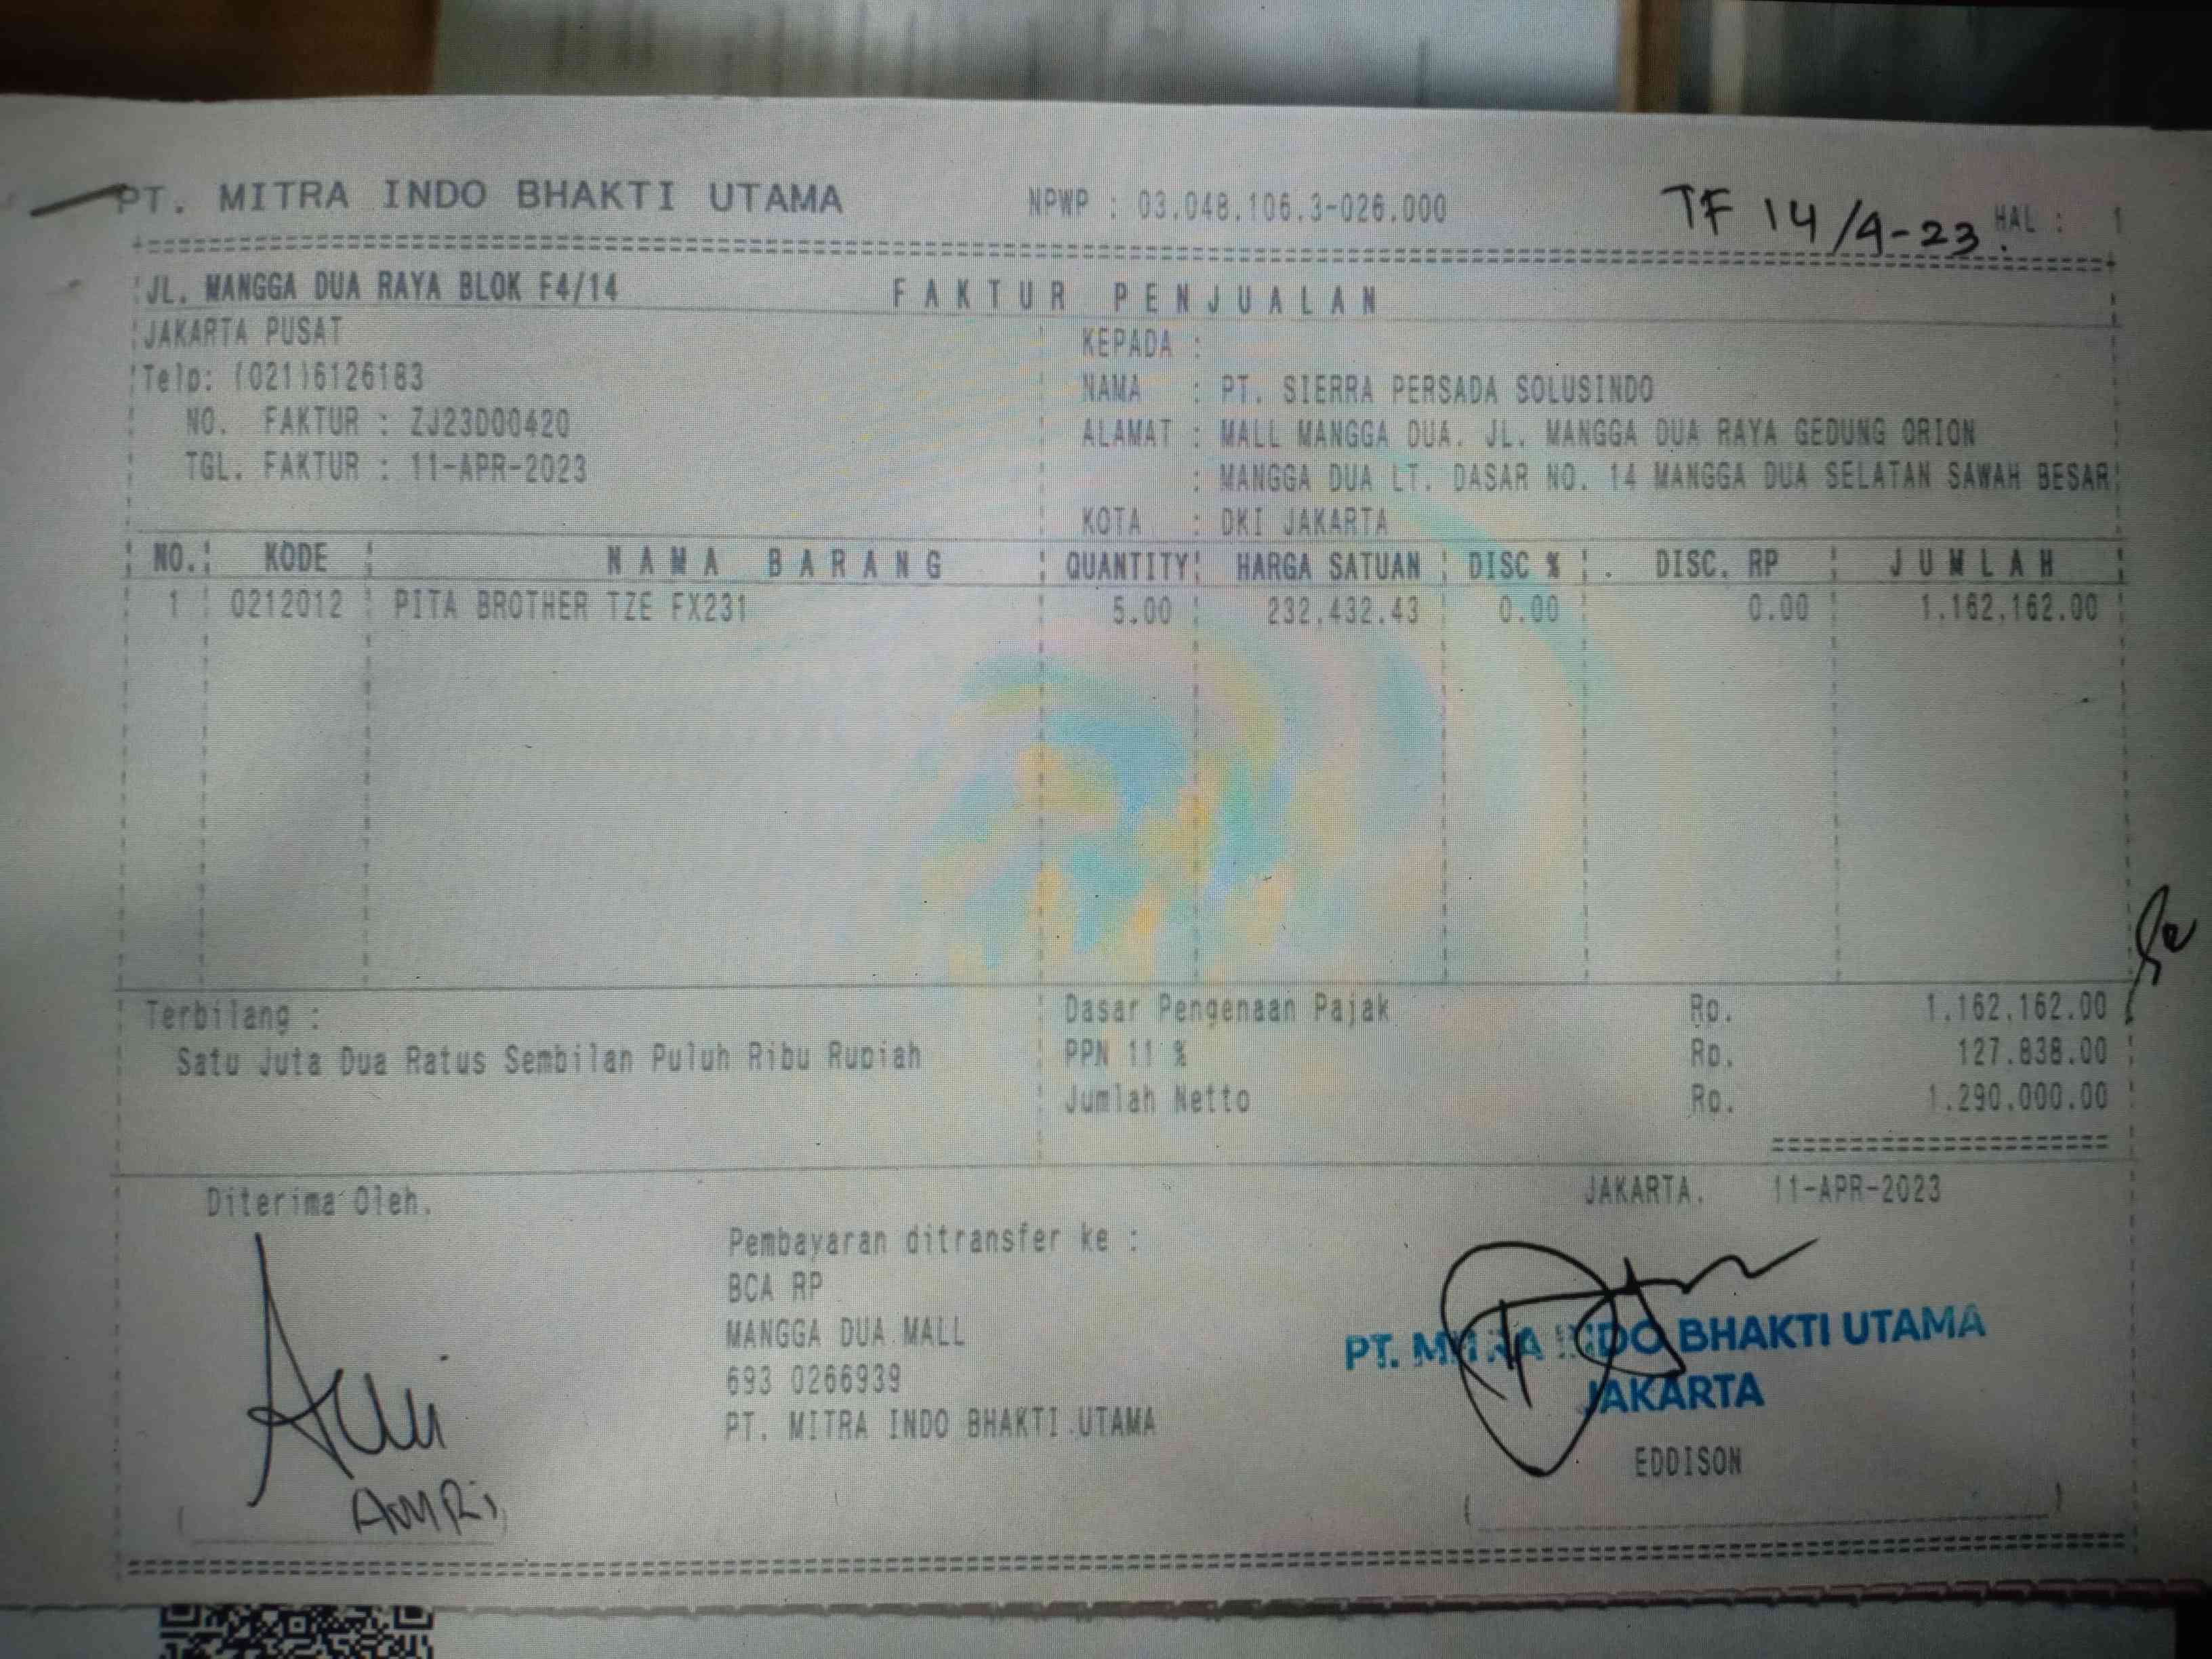 PT. MITRA INDO BHAKTI UTAMA NPWP : 03.048.106.3-026.000 TF 14/4-23. HAL : 1
JL. MANGGA DUA RAYA BLOK F4/14 FAKTUR PENJUALAN
JAKARTA PUSAT
Telp: (021)6126183
NO. FAKTUR : ZJ23D00420
TGL. FAKTUR : 11-APR-2023
KEPADA :
NAMA : PT. SIERRA PERSADA SOLUSINDO
ALAMAT : MALL MANGGA DUA. JL. MANGGA DUA RAYA GEDUNG ORION
: MANGGA DUA LT. DASAR NO. 14 MANGGA DUA SELATAN SAWAH BESAR
KOTA : DKI JAKARTA
NO. KODE NAMA BARANG QUANTITY HARGA SATUAN DISC % . DISC. RP JUMLAH
1 0212012 PITA BROTHER TZE FX231 5.00 232,432.43 0.00 0.00 1,162,162.00
Terbilang :
Satu Juta Dua Ratus Sembilan Puluh Ribu Rupiah
Dasar Pengenaan Pajak Rp. 1,162,162.00
PPN 11 % Rp. 127,838.00
Jumlah Netto Rp. 1,290,000.00
Diterima Oleh,
AMRI
Pembayaran ditransfer ke :
BCA RP
MANGGA DUA MALL
693 0266939
PT. MITRA INDO BHAKTI UTAMA
JAKARTA, 11-APR-2023
PT. MITRA INDO BHAKTI UTAMA
JAKARTA
EDDISON